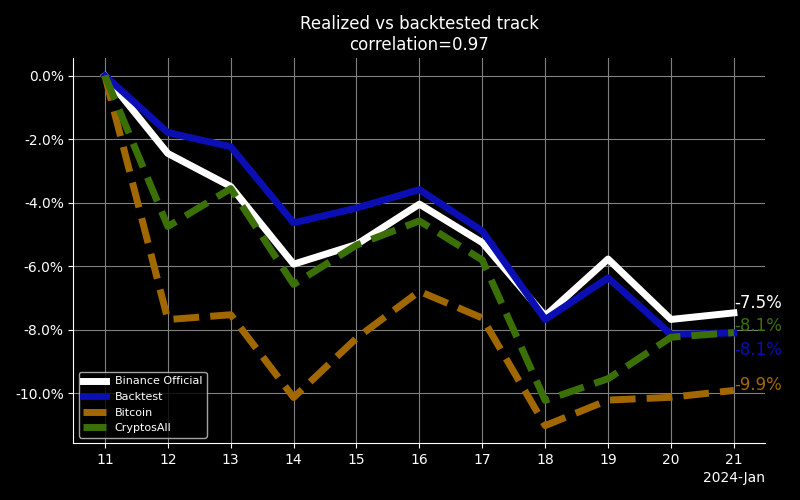 Realized vs backtested track
correlation=0.97
0.0%
-2.0%
-4.0%
-6.0%
-8.0%
-10.0%
-7.5%
-8.1%
-8.1%
-9.9%
Binance Official
Backtest
Bitcoin
CryptosAll
11 12 13 14 15 16 17 18 19 20 21
2024-Jan